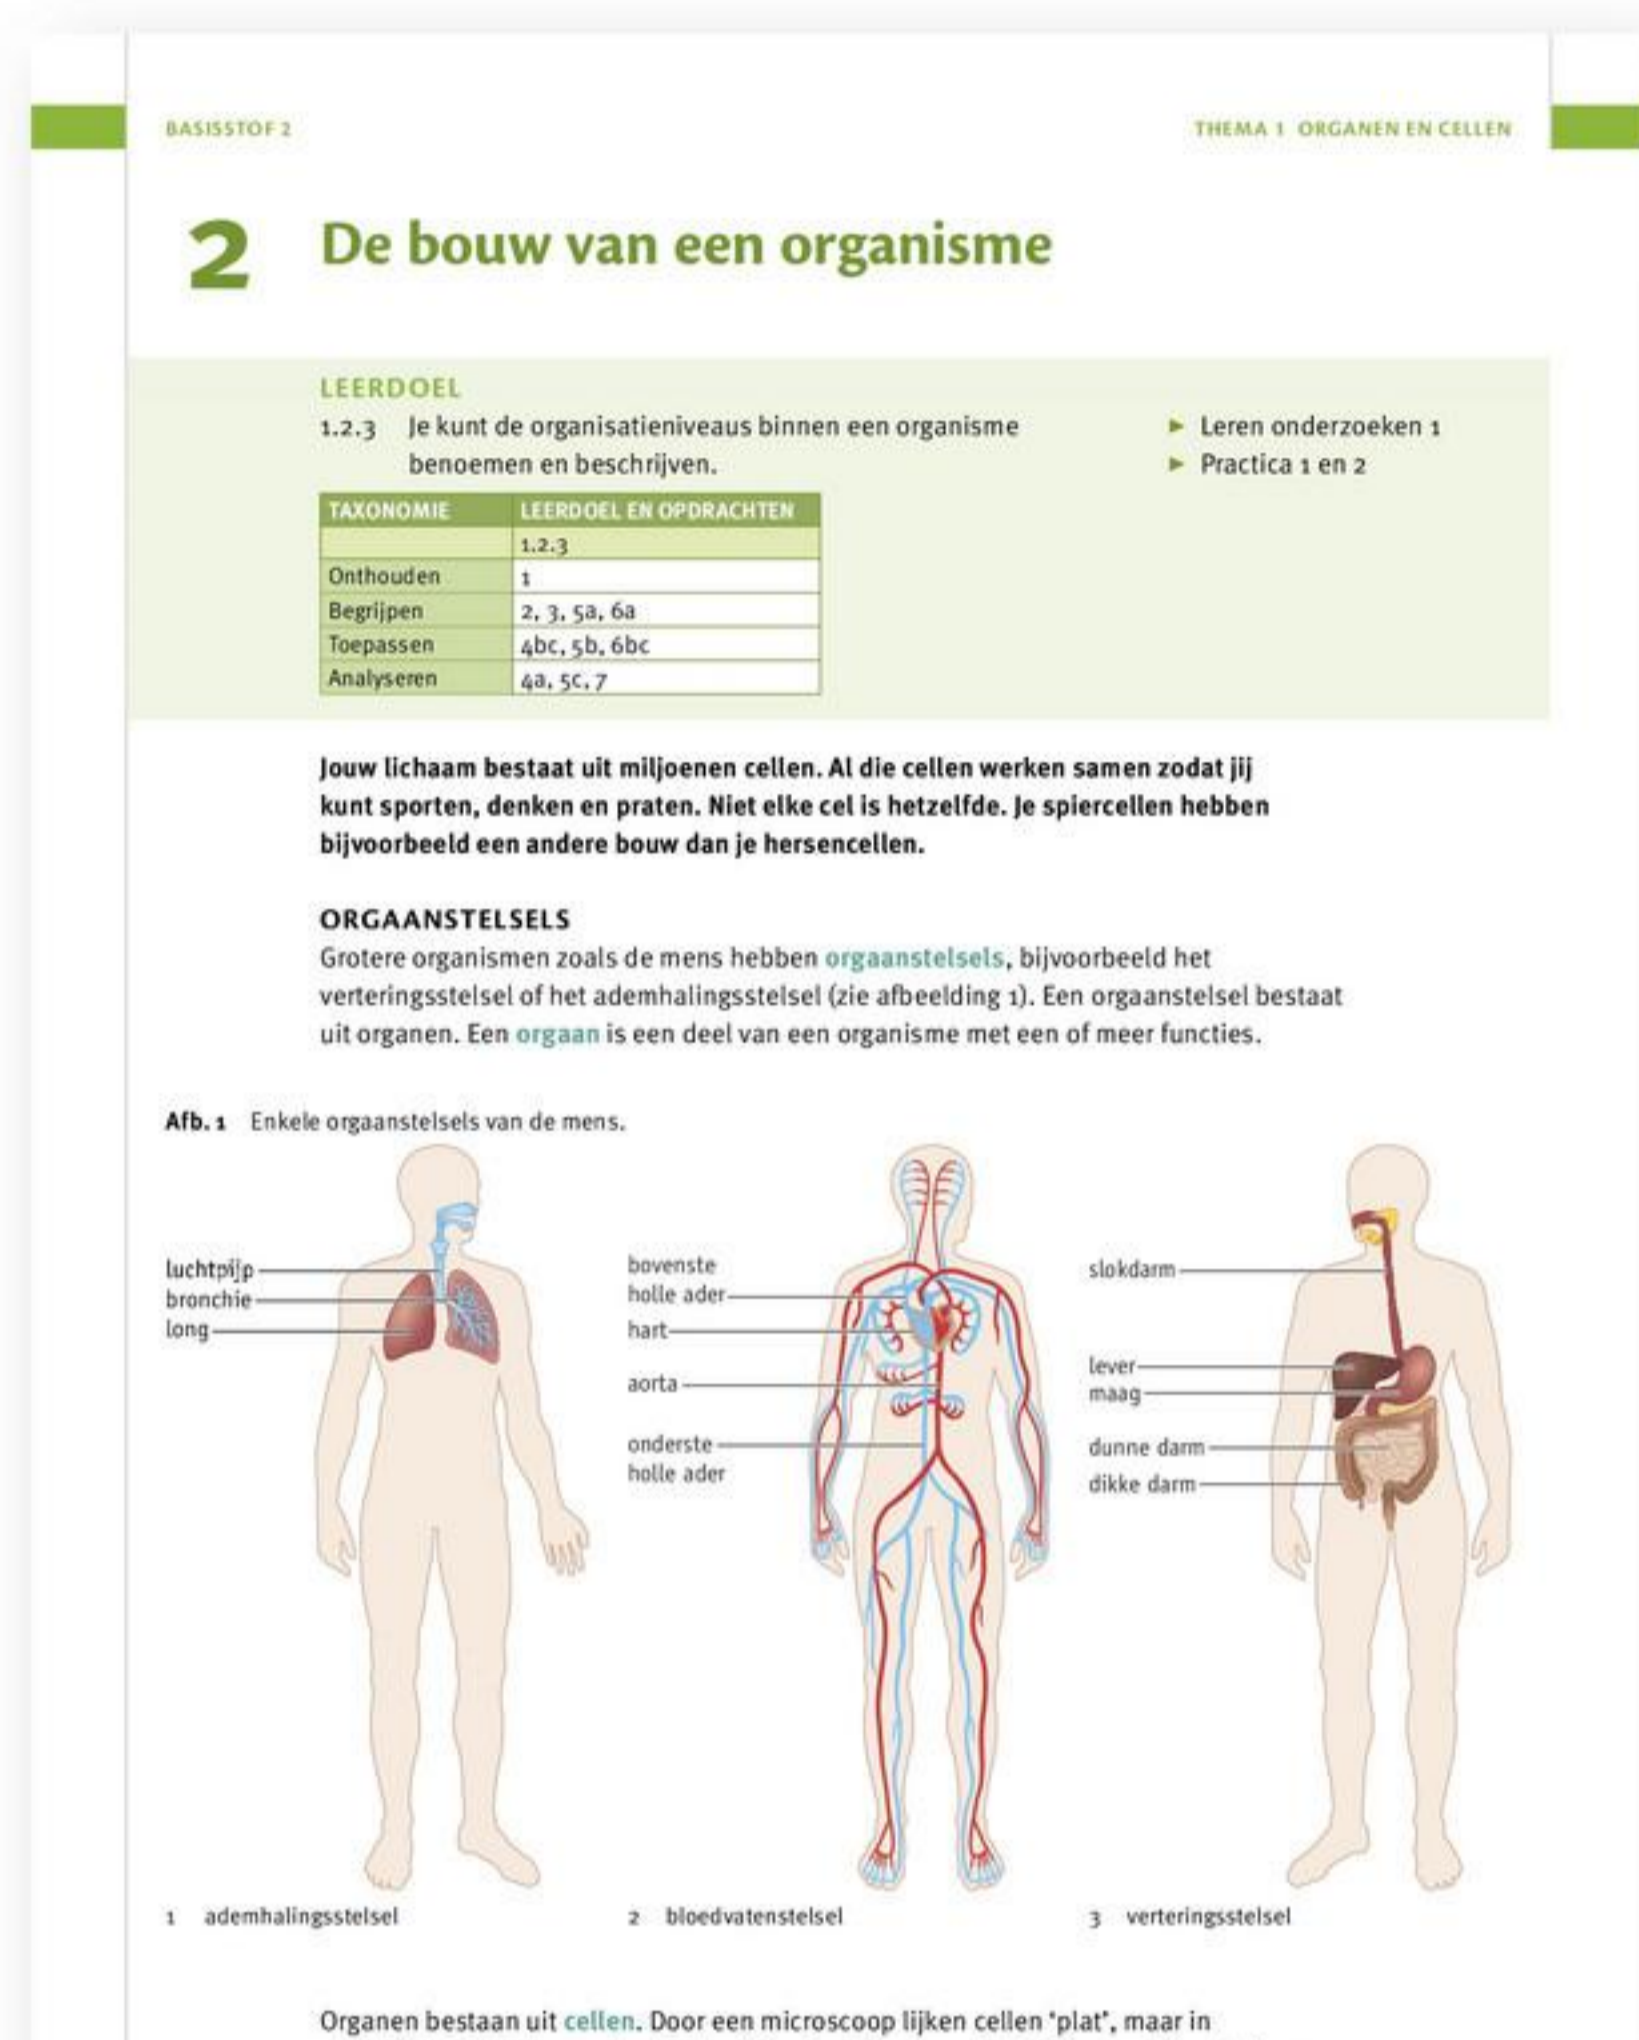 BASISSTOF 2
THEMA 1 ORGANEN EN CELLEN
2 De bouw van een organisme
LEERDOEL
1.2.3 Je kunt de organisatieniveaus binnen een organisme
benoemen en beschrijven.
► Leren onderzoeken 1
► Practica 1 en 2
TAXONOMIE LEERDOEL EN OPDRACHTEN
1.2.3
Onthouden 1
Begrijpen 2, 3, 5a, 6a
Toepassen 4bc, 5b, 6bc
Analyseren 4a, 5c, 7
Jouw lichaam bestaat uit miljoenen cellen. Al die cellen werken samen zodat jij
kunt sporten, denken en praten. Niet elke cel is hetzelfde. Je spiercellen hebben
bijvoorbeeld een andere bouw dan je hersencellen.
ORGAANSTELSELS
Grotere organismen zoals de mens hebben orgaanstelsels, bijvoorbeeld het
verteringsstelsel of het ademhalingsstelsel (zie afbeelding 1). Een orgaanstelsel bestaat
uit organen. Een orgaan is een deel van een organisme met een of meer functies.
Afb. 1 Enkele orgaanstelsels van de mens.
luchtpijp
bronchie
long
bovenste
holle ader
hart
aorta
onderste
holle ader
slokdarm
lever
maag
dunne darm
dikke darm
1 ademhalingsstelsel
2 bloedvatenstelsel
3 verteringsstelsel
Organen bestaan uit cellen. Door een microscoop lijken cellen 'plat', maar in